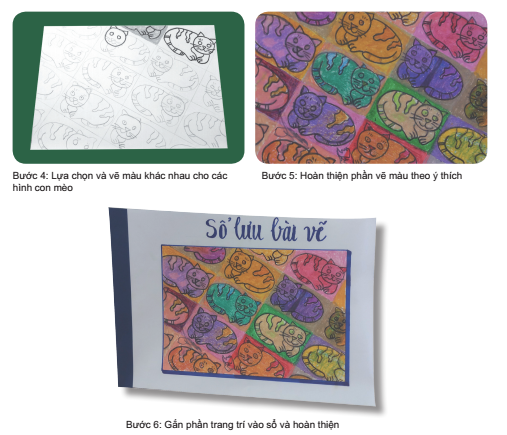 Bước 4: Lựa chọn và vẽ màu khác nhau cho các
hình con mèo
Bước 5: Hoàn thiện phần vẽ màu theo ý thích
Sổ lưu bài vẽ
Bước 6: Gắn phần trang trí vào sổ và hoàn thiện